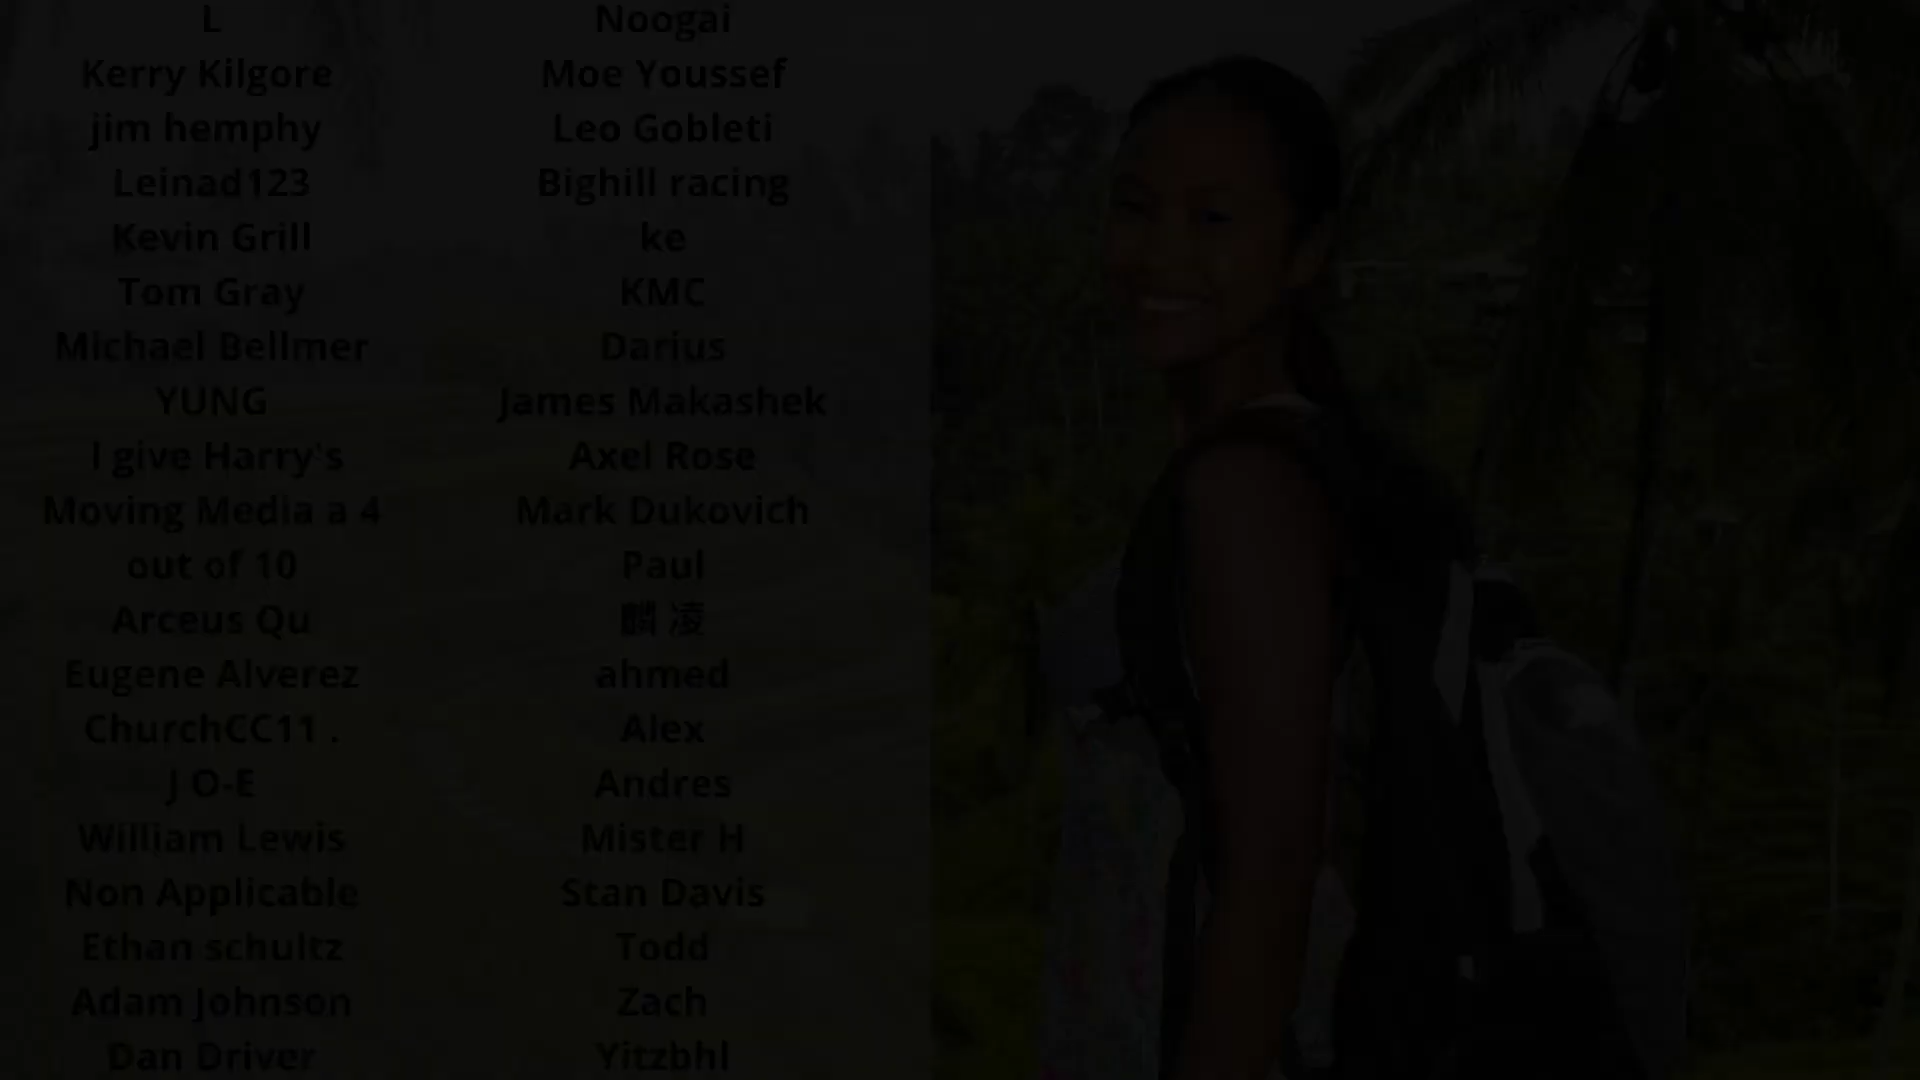 L
Kerry Kilgore
jim hemphy
Leinad123
Kevin Grill
Tom Gray
Michael Bellmer
YUNG
I give Harry's
Moving Media a 4
out of 10
Arceus Qu
Eugene Alverez
ChurchCC11 .
J O-E
William Lewis
Non Applicable
Ethan schultz
Adam Johnson
Dan Driver
Noogai
Moe Youssef
Leo Gobleti
Bighill racing
ke
KMC
Darius
James Makashek
Axel Rose
Mark Dukovich
Paul
麟 凌
ahmed
Alex
Andres
Mister H
Stan Davis
Todd
Zach
Yitzbhl